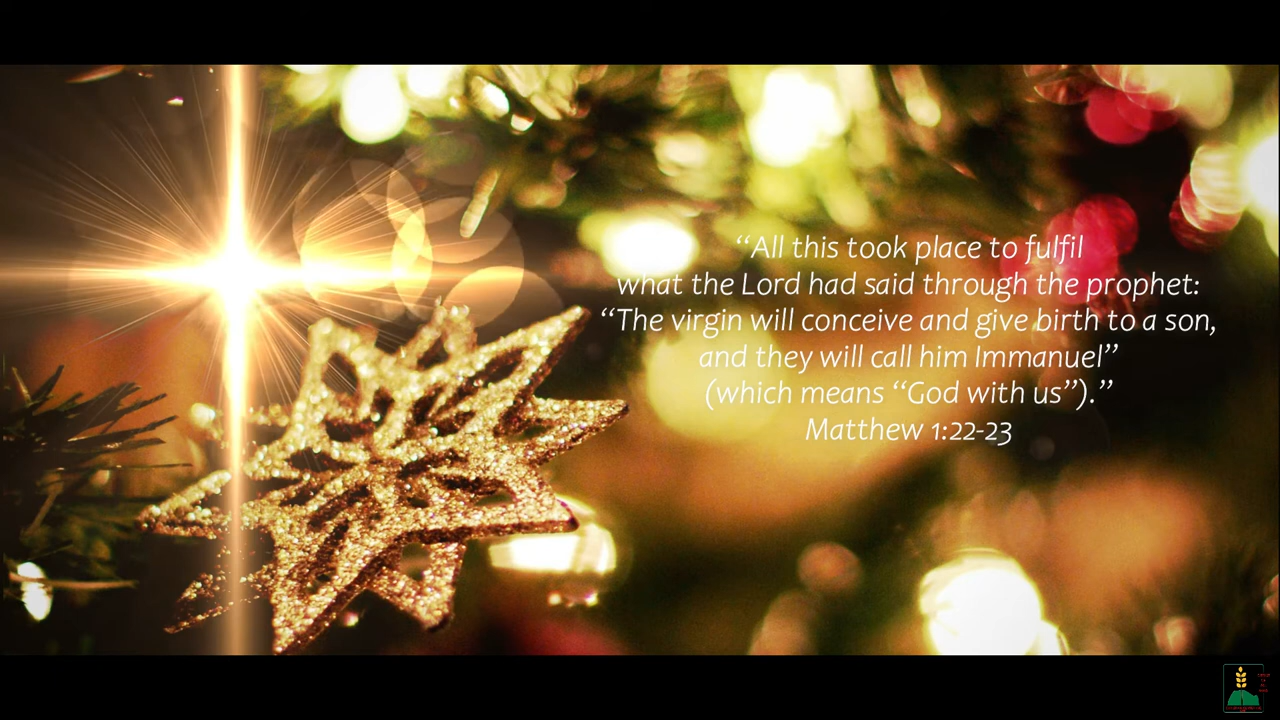 “All this took place to fulfil
what the Lord had said through the prophet:
“The virgin will conceive and give birth to a son,
and they will call him Immanuel”
(which means “God with us”).”
Matthew 1:22-23